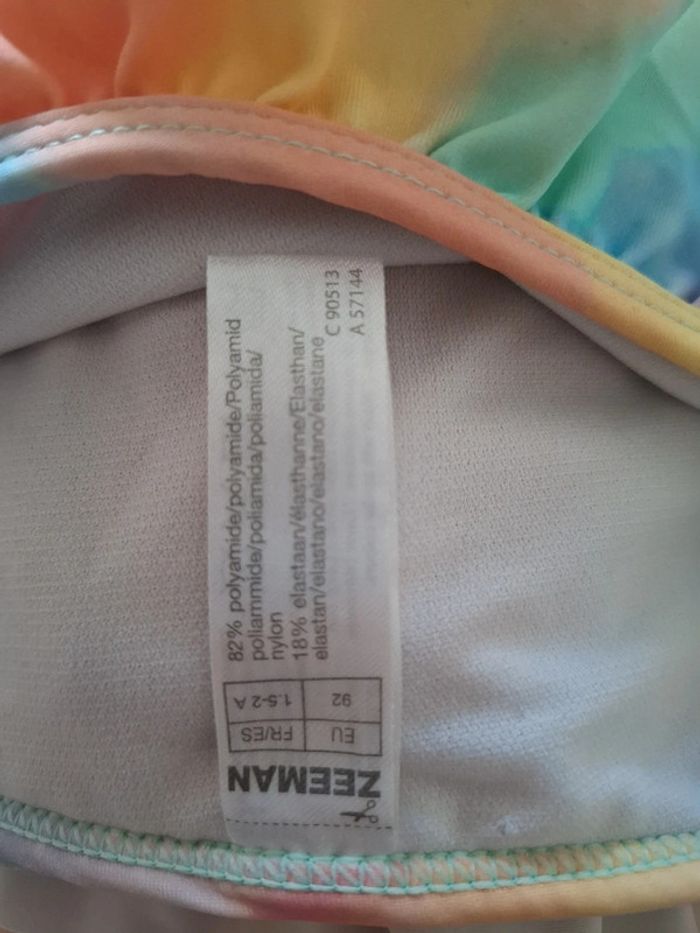 ZEEMAN
EU FR/ES
92 1.5-2 A
82% polyamide/polyamide/Polyamid
poliammide/poliamida/poliamida/
nylon
18% elastaan/élasthanne/Elasthan/
elastan/elastano/elastano/elastane
C 90513
A 57144